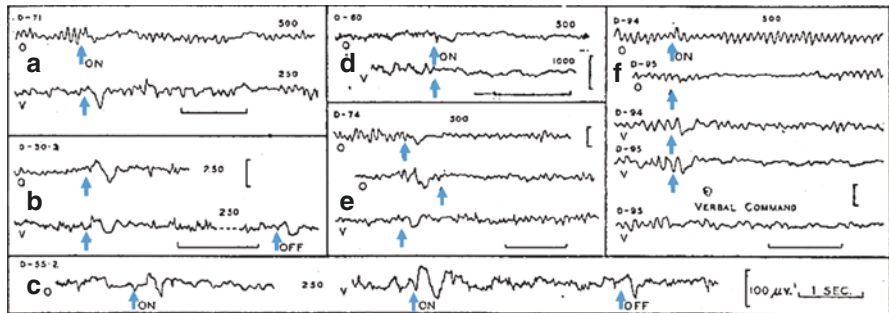 D-71
500
O
ON
a
250
V
D-30-3
O
250
b
250
V
OFF
D-60
500
O
d
ON
V
1000
D-74
300
O
e
O
V
D-94
500
O
ON
f
D-95
O
D-94
V
D-95
V
VERBAL COMMAND
D-95
V
D-55-2
c
O
ON
250
V
ON
OFF
100 μv.
1 SEC.